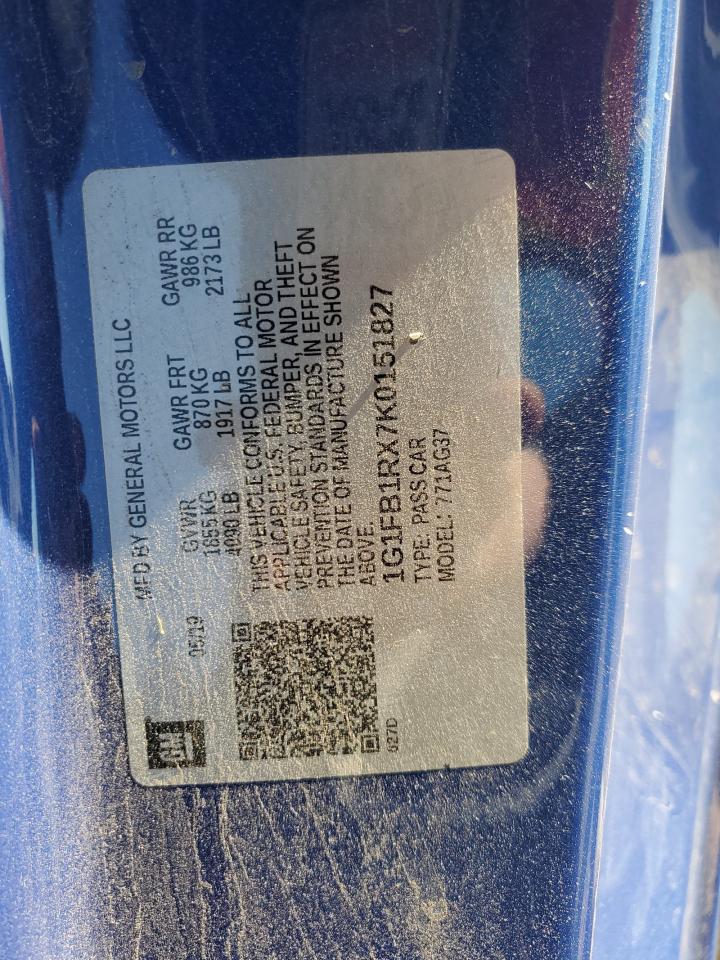 GM
MFD BY GENERAL MOTORS LLC
05/19
GVWR GAWR FRT GAWR RR
1855 KG 870 KG 986 KG
4090 LB 1917 LB 2173 LB
THIS VEHICLE CONFORMS TO ALL
APPLICABLE U.S. FEDERAL MOTOR
VEHICLE SAFETY, BUMPER, AND THEFT
PREVENTION STANDARDS IN EFFECT ON
THE DATE OF MANUFACTURE SHOWN
ABOVE.
1G1FB1RX7K0151827
TYPE: PASS CAR
MODEL: 771AG37
627D